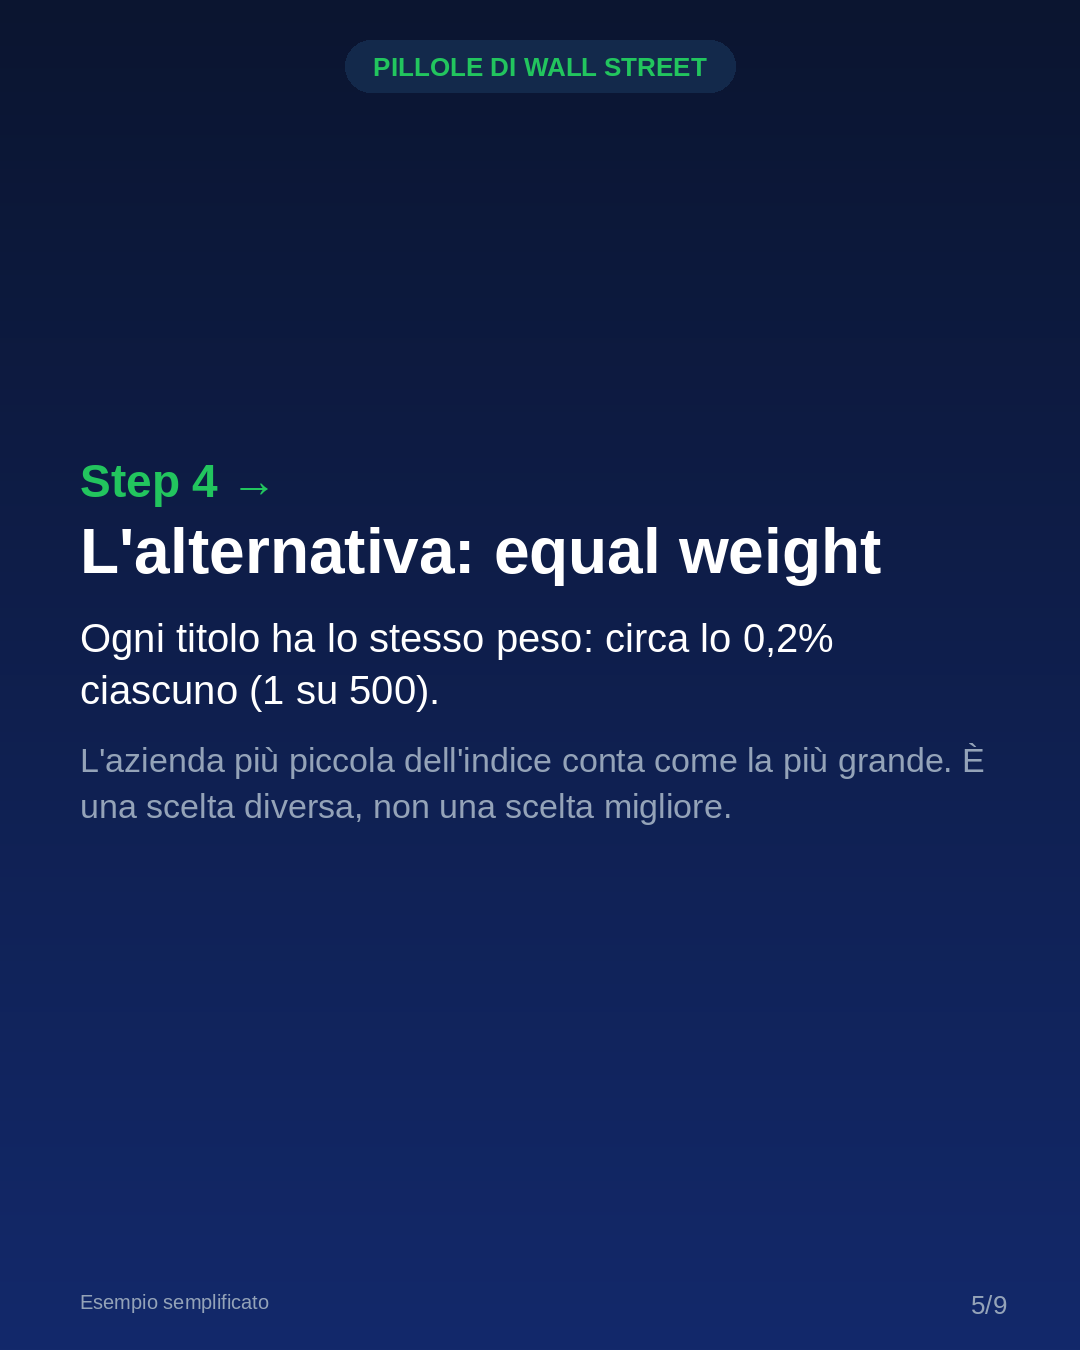 PILLOLE DI WALL STREET
Step 4 →
L'alternativa: equal weight
Ogni titolo ha lo stesso peso: circa lo 0,2%
ciascuno (1 su 500).
L'azienda più piccola dell'indice conta come la più grande. È
una scelta diversa, non una scelta migliore.
Esempio semplificato
5/9